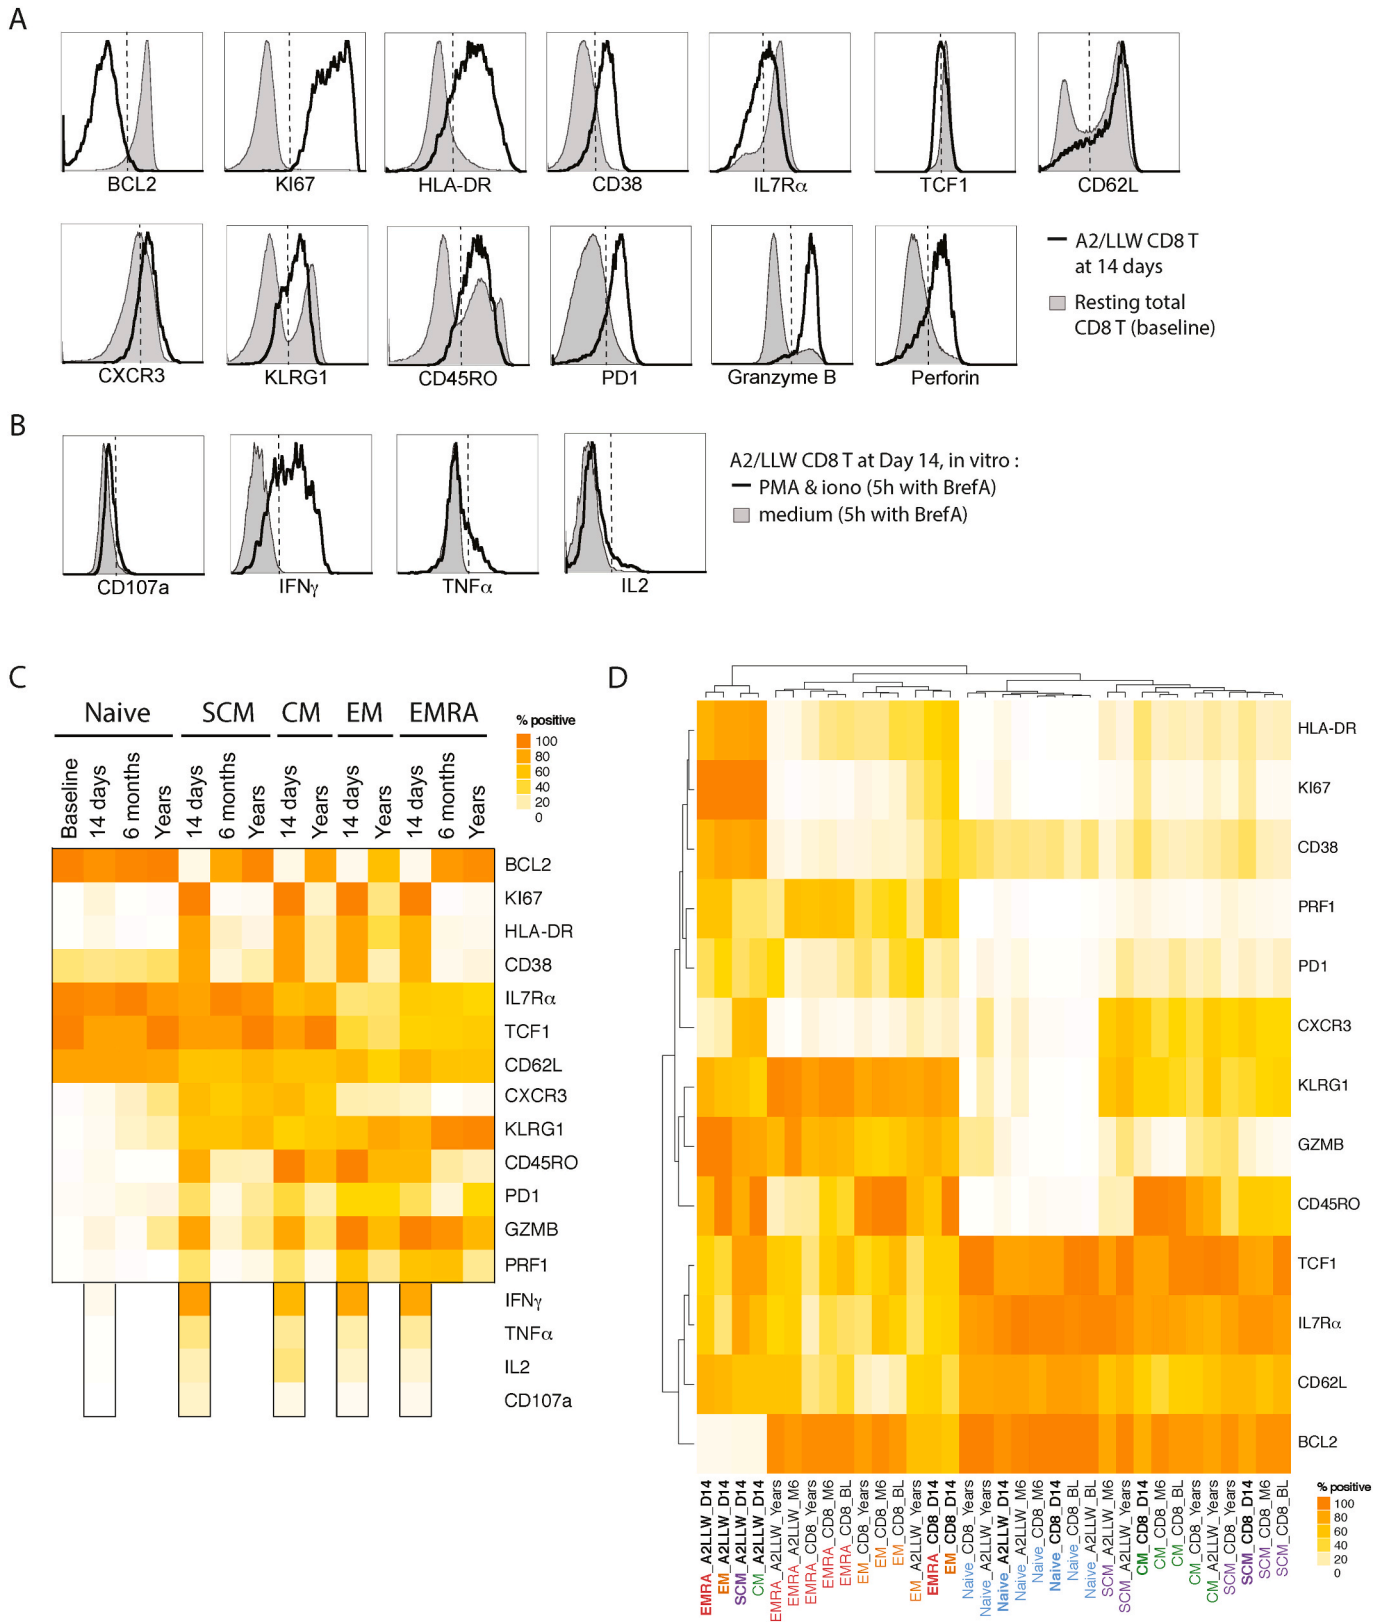 A
BCL2
KI67
HLA-DR
CD38
IL7Rα
TCF1
CD62L
CXCR3
KLRG1
CD45RO
PD1
Granzyme B
Perforin
A2/LLW CD8 T
at 14 days
Resting total
CD8 T (baseline)
B
CD107a
IFNγ
TNFα
IL2
A2/LLW CD8 T at Day 14, in vitro :
PMA & iono (5h with BrefA)
medium (5h with BrefA)
C
Naive
SCM
CM
EM
EMRA
Baseline
14 days
6 months
Years
14 days
6 months
Years
14 days
Years
14 days
Years
14 days
6 months
Years
% positive
100
80
60
40
20
0
BCL2
KI67
HLA-DR
CD38
IL7Rα
TCF1
CD62L
CXCR3
KLRG1
CD45RO
PD1
GZMB
PRF1
IFNγ
TNFα
IL2
CD107a
D
HLA-DR
KI67
CD38
PRF1
PD1
CXCR3
KLRG1
GZMB
CD45RO
TCF1
IL7Rα
CD62L
BCL2
EMRA_A2LLW_D14
EM_A2LLW_D14
SCM_A2LLW_D14
CM_A2LLW_D14
EMRA_A2LLW_Years
EMRA_A2LLW_M6
EMRA_CD8_Years
EMRA_CD8_M6
EMRA_CD8_BL
EM_CD8_Years
EM_CD8_M6
EM_CD8_BL
EM_A2LLW_Years
EMRA_CD8_D14
EM_CD8_D14
Naive_CD8_Years
Naive_A2LLW_Years
Naive_A2LLW_D14
Naive_A2LLW_M6
Naive_CD8_M6
Naive_CD8_D14
Naive_CD8_BL
Naive_A2LLW_BL
SCM_A2LLW_M6
SCM_A2LLW_Years
CM_CD8_D14
CM_CD8_M6
CM_CD8_BL
CM_CD8_Years
CM_A2LLW_Years
SCM_CD8_Years
SCM_CD8_D14
SCM_CD8_M6
SCM_CD8_BL
% positive
100
80
60
40
20
0